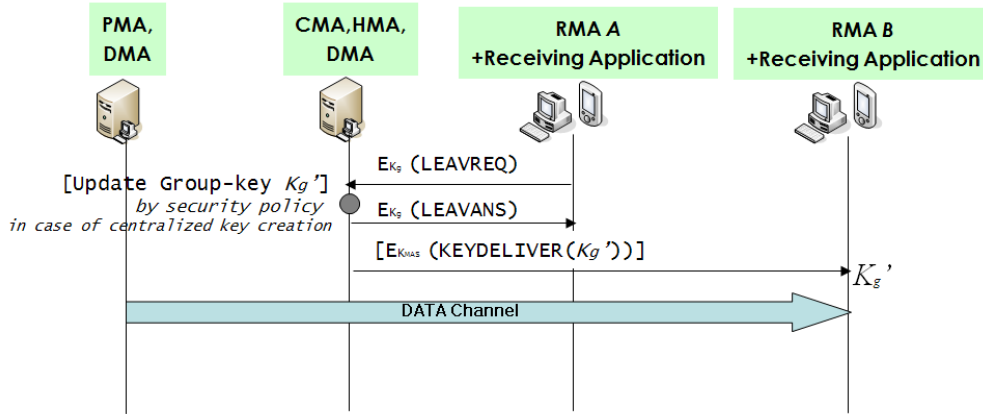 PMA,
DMA
CMA,HMA,
DMA
RMA A
+Receiving Application
RMA B
+Receiving Application
EKg (LEAVREQ)
[Update Group-key Kg’]
by security policy
in case of centralized key creation
EKg (LEAVANS)
[EKMAS (KEYDELIVER(Kg’))]
Kg’
DATA Channel